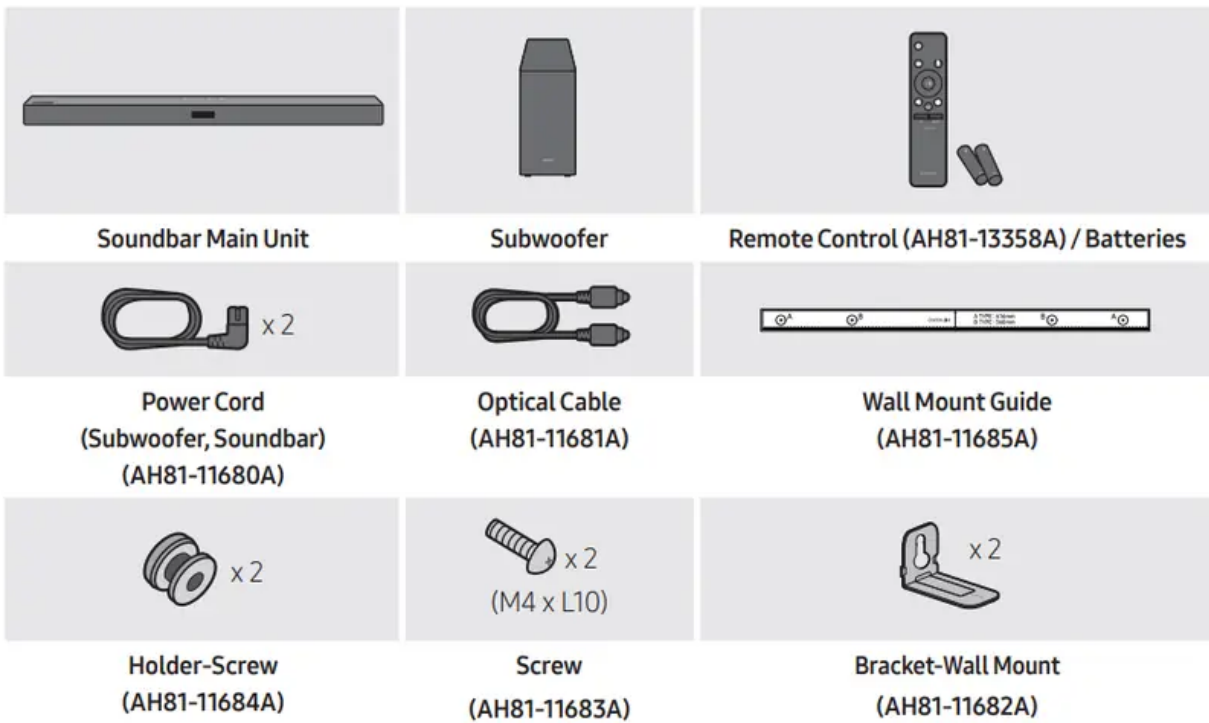 Soundbar Main Unit
Subwoofer
Remote Control (AH81-13358A) / Batteries
x 2
A
B
A TYPE :
B TYPE :
B
A
Power Cord
(Subwoofer, Soundbar)
(AH81-11680A)
Optical Cable
(AH81-11681A)
Wall Mount Guide
(AH81-11685A)
x 2
x 2
(M4 x L10)
x 2
Holder-Screw
(AH81-11684A)
Screw
(AH81-11683A)
Bracket-Wall Mount
(AH81-11682A)